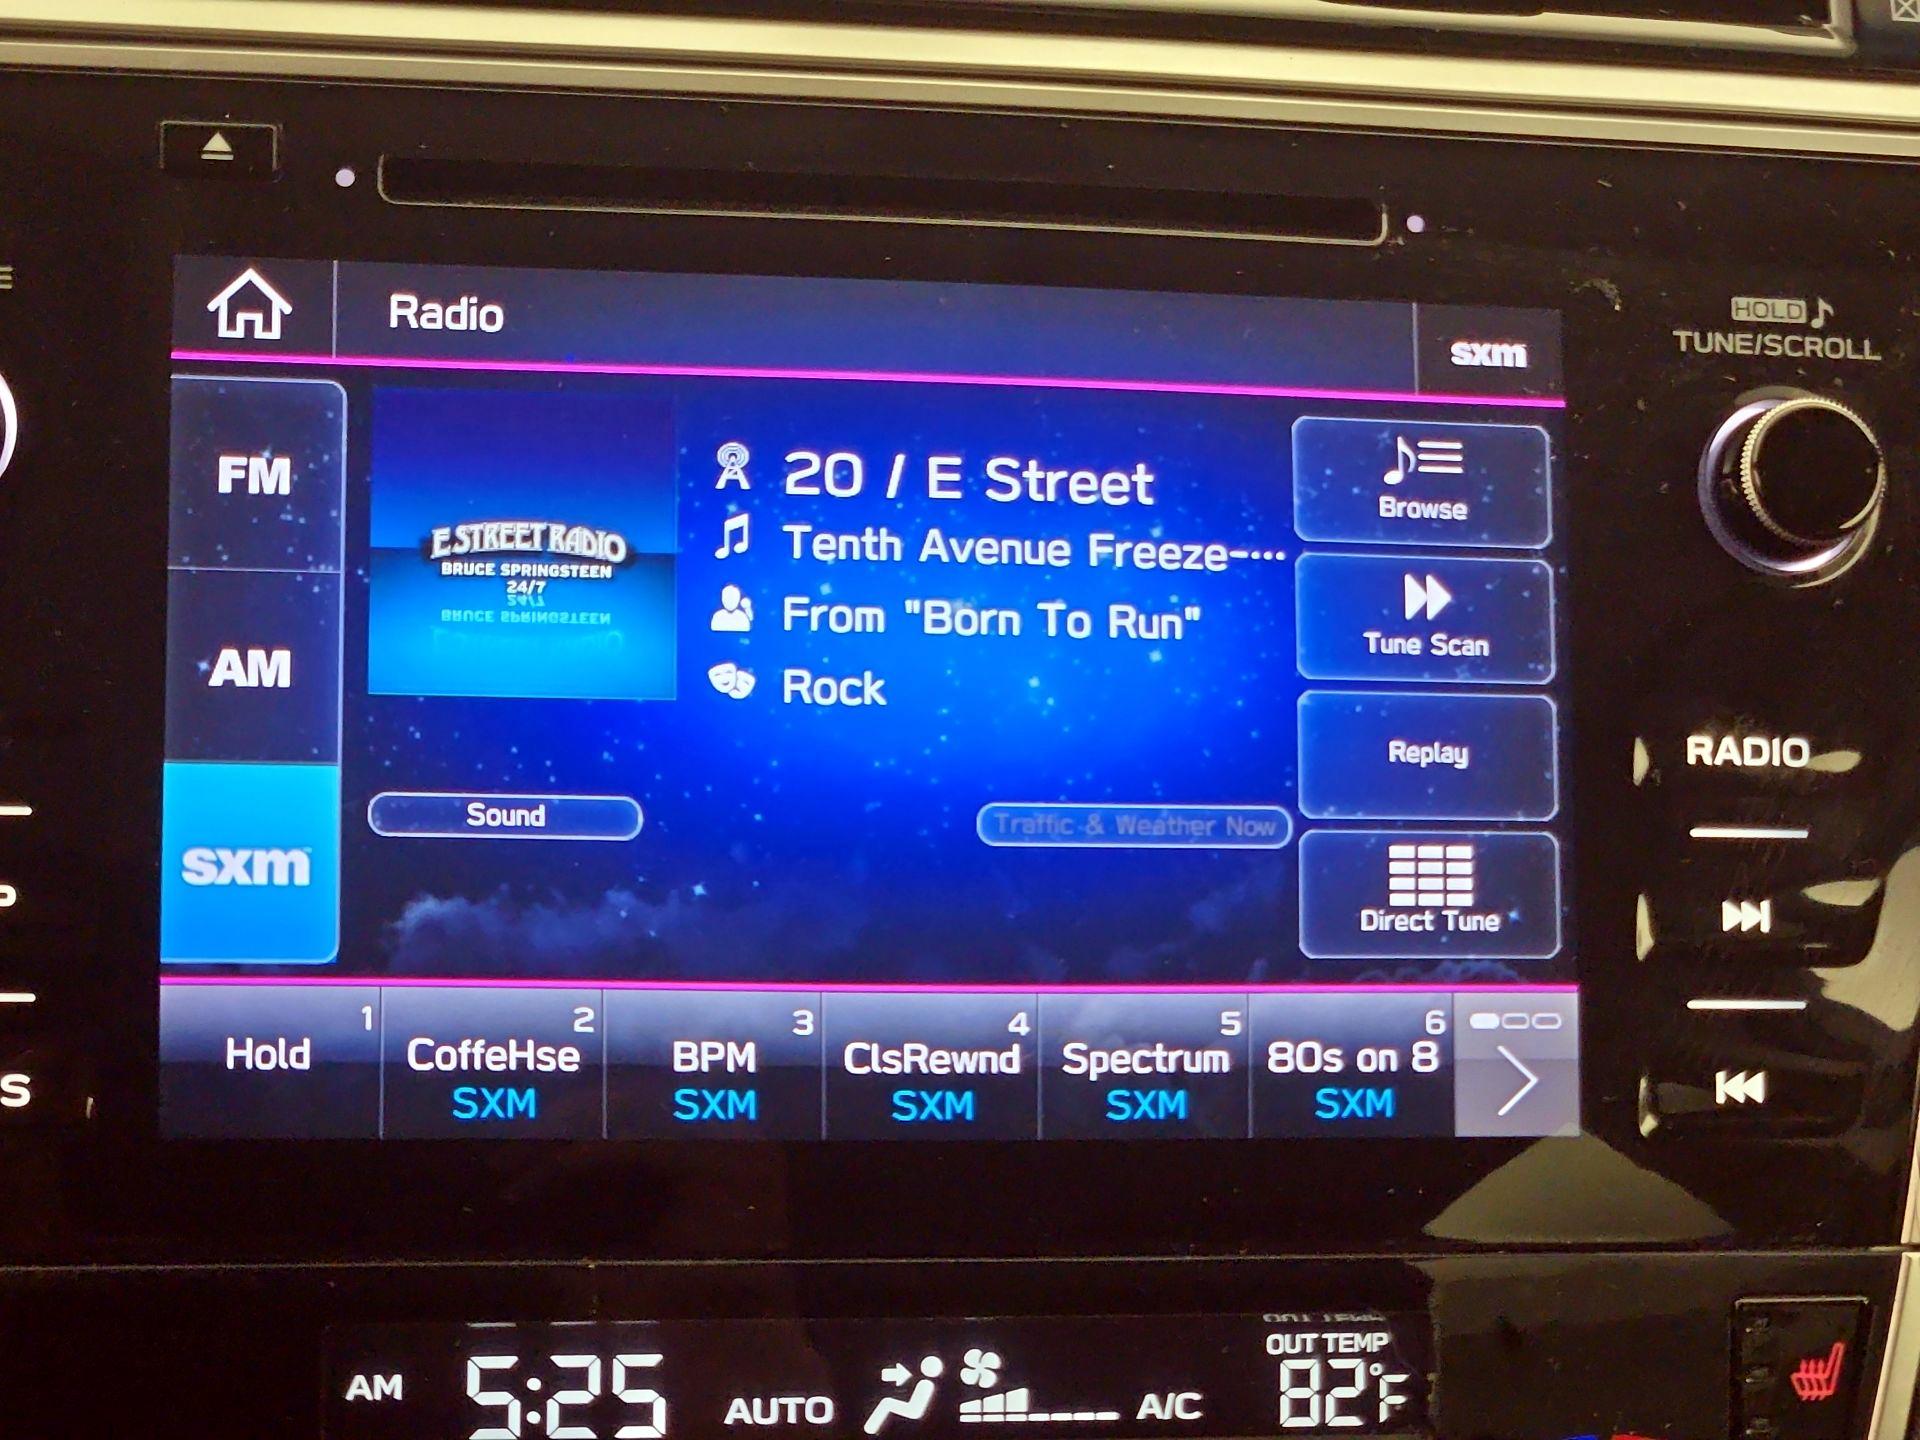 HOLD
TUNE/SCROLL
Radio
sxm
FM
AM
sxm
E STREET RADIO
BRUCE SPRINGSTEEN
24/7
20 / E Street
Tenth Avenue Freeze-...
From "Born To Run"
Rock
Browse
Tune Scan
Replay
Direct Tune
Sound
Traffic & Weather Now
RADIO
1
Hold
2
CoffeHse
SXM
3
BPM
SXM
4
ClsRewnd
SXM
5
Spectrum
SXM
6
80s on 8
SXM
S
AM 5:25
AUTO
A/C
OUT TEMP
82°F